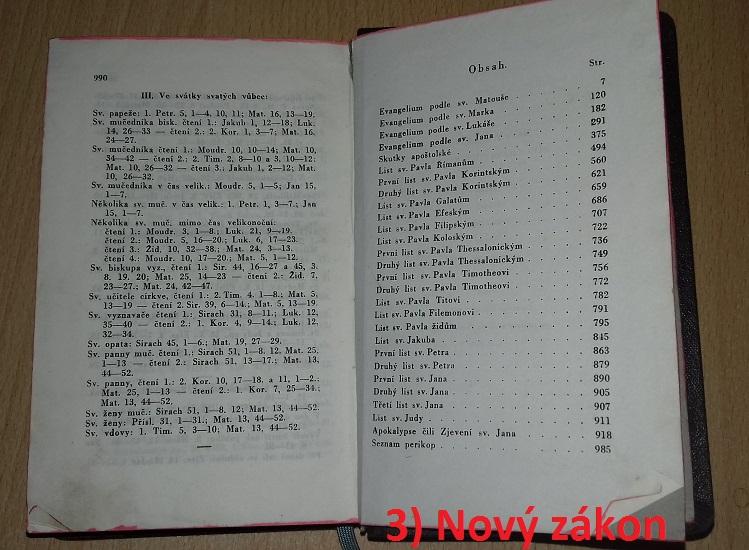 990
III. Ve svátky svatých vůbec:
Sv. papeže: 1. Petr. 5, 1—4, 10, 11; Mat. 16, 13—19.
Sv. mučedníka bisk. čtení 1.: Jakub 1, 12—18; Luk.
14, 26—33 — čtení 2.: 2. Kor. 1, 3—7; Mat. 16,
24—27.
Sv. mučedníka čtení 1.: Moudr. 10, 10—14; Mat. 10,
34—42 — čtení 2.: 2. Tim. 2, 8—10 a 3, 10—12:
Mat. 10, 26—32 — čtení 3.: Jakub 1, 2—12; Mat.
10, 26—32.
Sv. mučedníka v čas velik.: Moudr. 5, 1—5; Jan 15,
1—7.
Několika sv. muč. v čas velik.: 1. Petr. 1, 3—7; Jan
15, 1—7.
Několika sv. muč. mimo čas velikonoční:
čtení 1.: Moudr. 3, 1—8.; Luk. 21, 9—19.
čtení 2.: Moudr. 5, 16—20; Luk. 6, 17—23.
čtení 3.: Žid. 10, 32—38.; Mat. 24, 3—13.
čtení 4.: Moudr. 10, 17—20.; Mat. 5, 1—12.
Sv. biskupa vyz., čtení 1.: Sir. 44, 16—27 a 45, 3.
8. 19. 20; Mat. 25, 14—23 — čtení 2.: Žid. 7,
23—27.; Mat. 24, 42—47.
Sv. učitele církve, čtení 1.: 2. Tim. 4. 1—8; Mat. 5,
13—19 — čtení 2.: Sir. 39, 6—14.; Mat. 5, 13—19.
Sv. vyznavače čtení 1.: Sirach 31, 8—11.; Luk. 12,
35—40 — čtení 2.: 1. Kor. 4, 9—14.; Luk. 12,
32—34.
Sv. opata: Sirach 45, 1—6.; Mat. 19, 27—29.
Sv. panny muč. čtení 1.: Sirach 51, 1—8. 12. Mat. 25.
1—13 — čtení 2.: Sirach 51, 13—17.; Mat. 13,
44—52.
Sv. panny, čtení 1.: 2. Kor. 10, 17—18. a 11, 1—2.;
Mat. 25, 1—13 — čtení 2.: 1. Kor. 7, 25—34.;
Mat. 13, 44—52.
Sv. ženy muč.: Sirach 51, 1—8. 12; Mat. 13, 44—52.
Sv. ženy: Přísl. 31, 1—31.; Mat. 13, 44—52.
Sv. vdovy: 1. Tim. 5, 3—10; Mat. 13, 44—52.
Obsah. Str.
Evangelium podle sv. Matouše . 7
Evangelium podle sv. Marka . 120
Evangelium podle sv. Lukáše . 182
Evangelium podle sv. Jana . 291
Skutky apoštolské . 375
List sv. Pavla Římanům . 494
První list sv. Pavla Korintským . 560
Druhý list sv. Pavla Korintským . 621
List sv. Pavla Galatům . 659
List sv. Pavla Efeským . 686
List sv. Pavla Filipským . 707
List sv. Pavla Koloským . 722
První list sv. Pavla Thessalonickým . 736
Druhý list sv. Pavla Thessalonickým . 749
První list sv. Pavla Timotheovi . 756
Druhý list sv. Pavla Timotheovi . 772
List sv. Pavla Titovi . 782
List sv. Pavla Filemonovi . 791
List sv. Pavla židům . 795
List sv. Jakuba . 845
První list sv. Petra . 863
Druhý list sv. Petra . 879
První list sv. Jana . 890
Druhý list sv. Jana . 905
Třetí list sv. Jana . 907
List sv. Judy . 911
Apokalypse čili Zjevení sv. Jana . 918
Seznam perikop . 985
3) Nový zákon